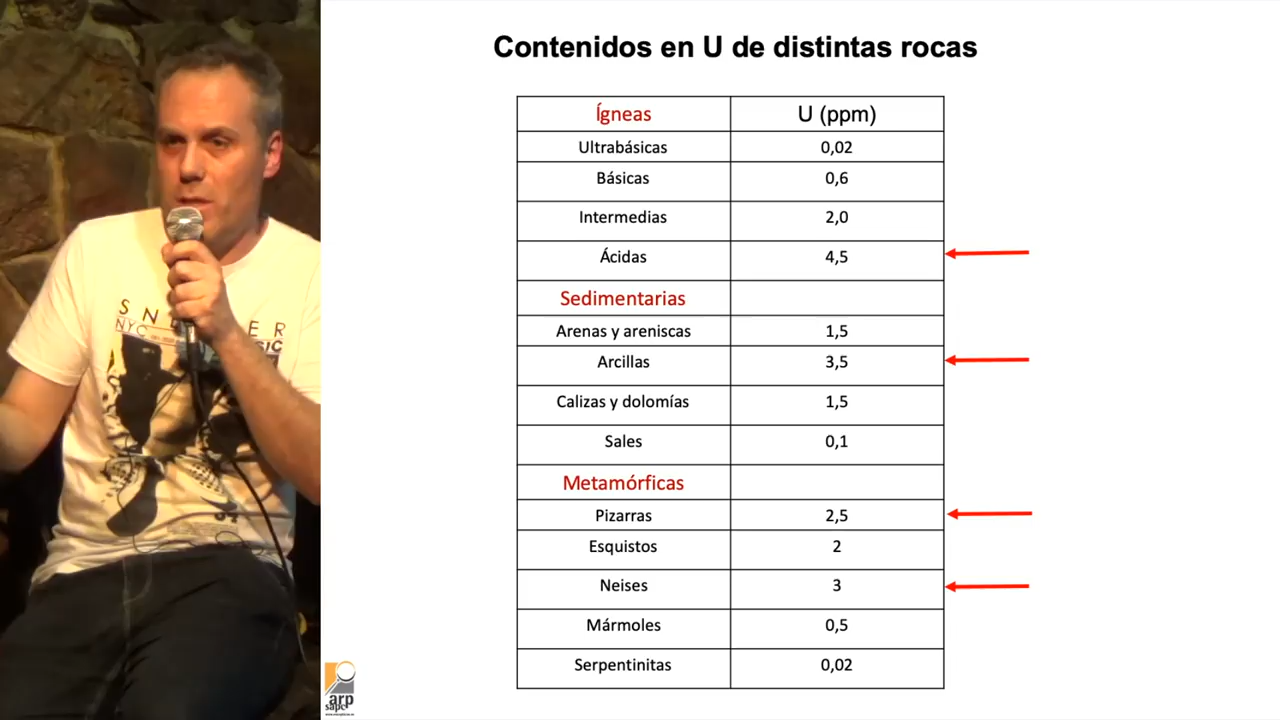 Contenidos en U de distintas rocas
Ígneas U (ppm)
Ultrabásicas 0,02
Básicas 0,6
Intermedias 2,0
Ácidas 4,5
Sedimentarias
Arenas y areniscas 1,5
Arcillas 3,5
Calizas y dolomías 1,5
Sales 0,1
Metamórficas
Pizarras 2,5
Esquistos 2
Neises 3
Mármoles 0,5
Serpentinitas 0,02
NYC
arp
sapc